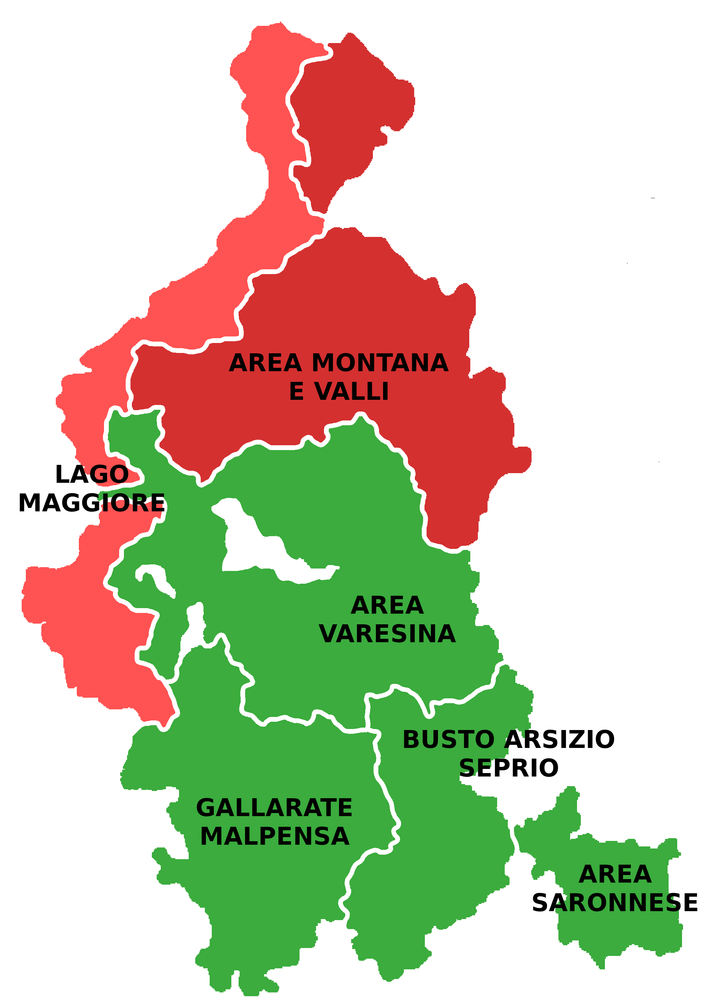 AREA MONTANA
E VALLI
LAGO
MAGGIORE
AREA
VARESINA
BUSTO ARSIZIO
SEPRIO
GALLARATE
MALPENSA
AREA
SARONNESE